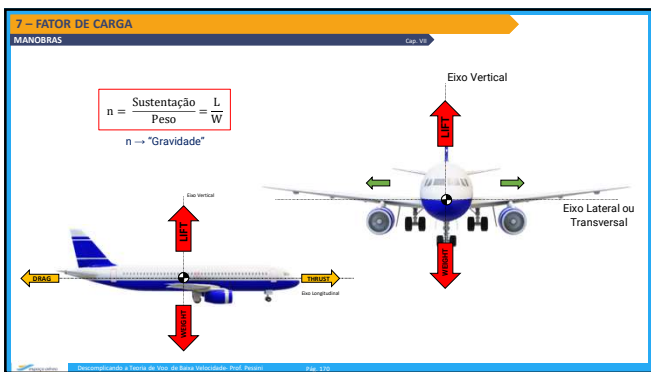 7 – FATOR DE CARGA
MANOBRAS
Cap. VII
Eixo Vertical
n = Sustentação / Peso = L / W
n → "Gravidade"
LIFT
Eixo Vertical
LIFT
Eixo Lateral ou
Transversal
WEIGHT
DRAG
THRUST
Eixo Longitudinal
WEIGHT
Descomplicando a Teoria de Voo de Baixa Velocidade- Prof. Pessini
Pág. 170